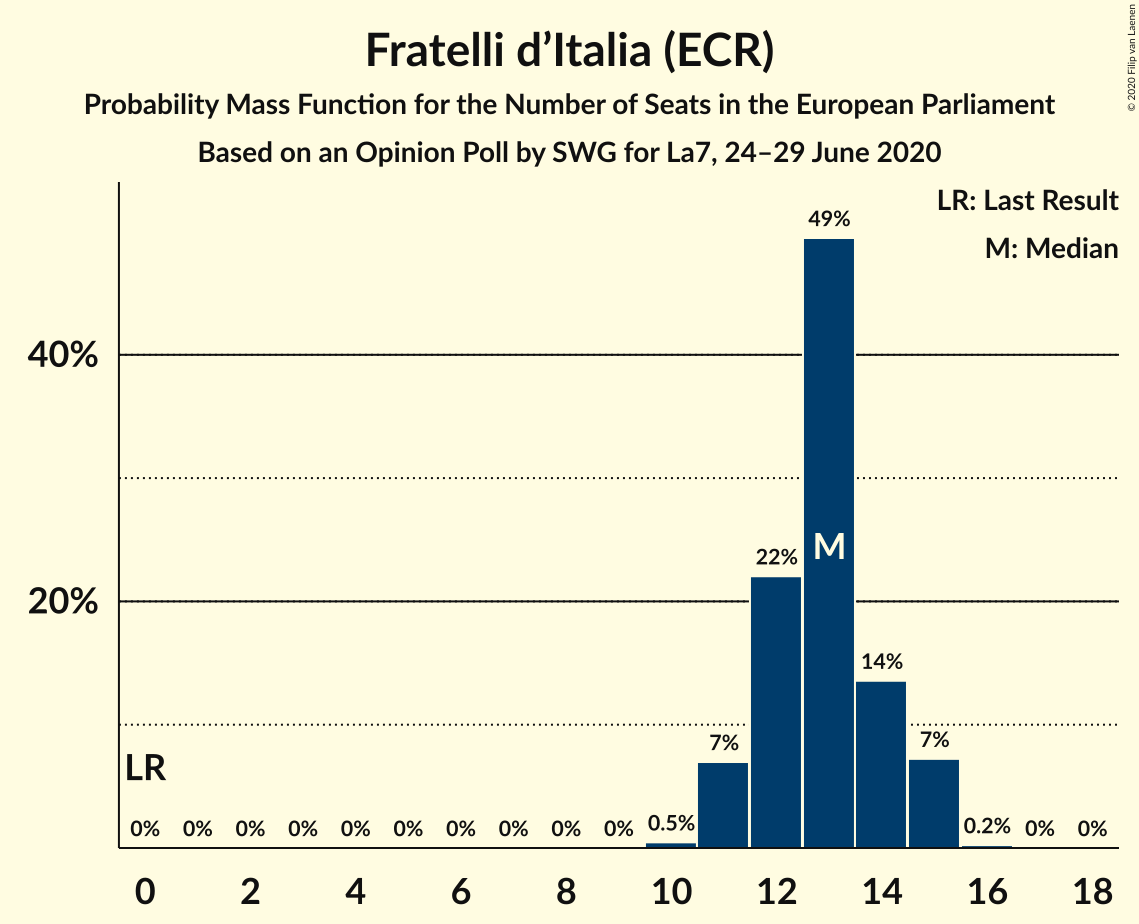 Fratelli d’Italia (ECR)
Probability Mass Function for the Number of Seats in the European Parliament
Based on an Opinion Poll by SWG for La7, 24–29 June 2020
© 2020 Filip van Laenen
LR: Last Result
M: Median
40%
20%
49%
22%
M
14%
7%
7%
LR
0% 0% 0% 0% 0% 0% 0% 0% 0% 0% 0.5% 0.2% 0% 0%
0 2 4 6 8 10 12 14 16 18